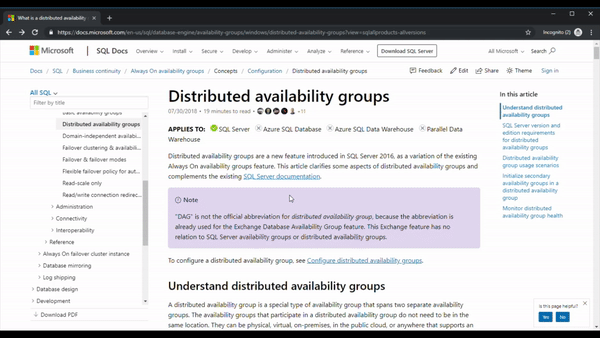 What is a distributed availability
https://docs.microsoft.com/en-us/sql/database-engine/availability-groups/windows/distributed-availability-groups?view=sqlallproducts-allversions
Incognito (2)
Microsoft
SQL Docs
Overview
Install
Secure
Develop
Administer
Analyze
Reference
Download SQL Server
All Microsoft
Search
Docs / SQL / Business continuity / Always On availability groups / Concepts / Configuration / Distributed availability groups
Feedback
Edit
Share
Theme
Sign in
All SQL
Filter by title
Basic availability groups
Distributed availability groups
Domain-independent availabi...
Failover clustering & availabili...
Failover & failover modes
Flexible failover policy for aut...
Read-scale only
Read/write connection redirec...
Administration
Connectivity
Interoperability
Reference
Always On failover cluster instance
Database mirroring
Log shipping
Database design
Development
Download PDF
Distributed availability groups
07/30/2018 • 19 minutes to read •
+11
APPLIES TO: SQL Server Azure SQL Database Azure SQL Data Warehouse Parallel Data
Warehouse
Distributed availability groups are a new feature introduced in SQL Server 2016, as a variation of the existing
Always On availability groups feature. This article clarifies some aspects of distributed availability groups and
complements the existing SQL Server documentation.
Note
"DAG" is not the official abbreviation for distributed availability group, because the abbreviation is
already used for the Exchange Database Availability Group feature. This Exchange feature has no
relation to SQL Server availability groups or distributed availability groups.
To configure a distributed availability group, see Configure distributed availability groups.
Understand distributed availability groups
A distributed availability group is a special type of availability group that spans two separate availability
groups. The availability groups that participate in a distributed availability group do not need to be in the
same location. They can be physical, virtual, on-premises, in the public cloud, or anywhere that supports an
In this article
Understand distributed
availability groups
SQL Server version and
edition requirements for
distributed availability
groups
Distributed availability
group usage scenarios
Initialize secondary
availability groups in a
distributed availability
group
Monitor distributed
availability group health
Is this page helpful?
Yes
No